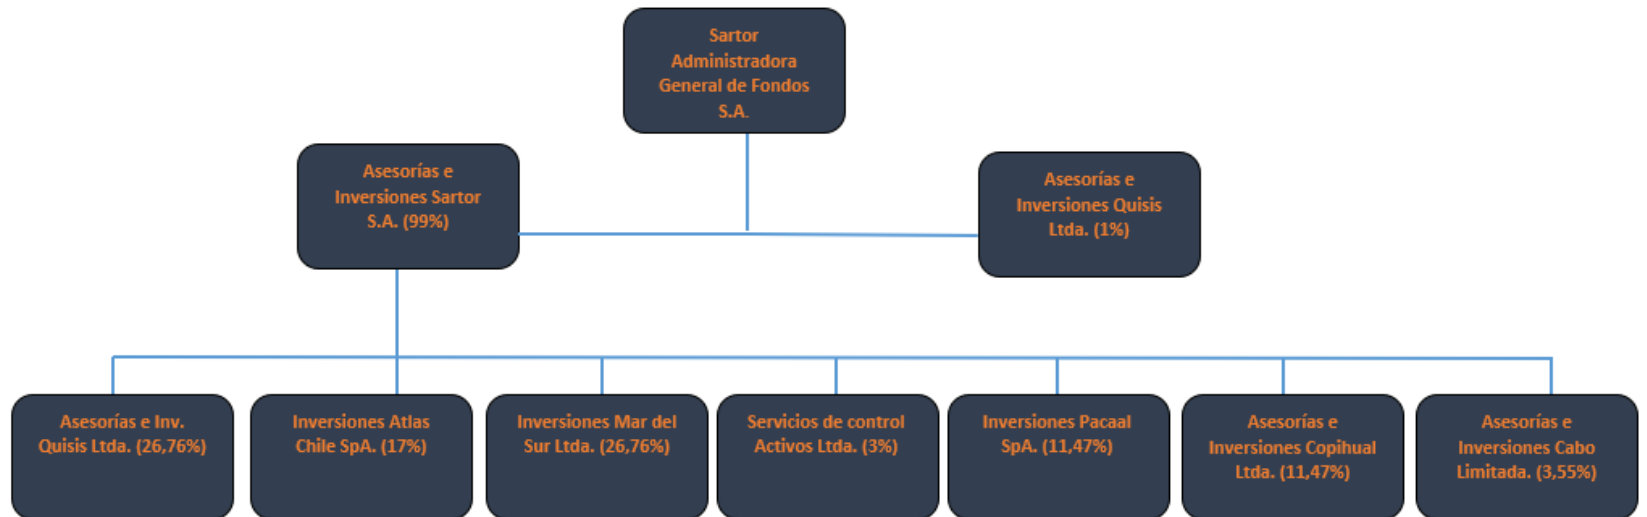 Sartor
Administradora
General de Fondos
S.A.
Asesorías e
Inversiones Sartor
S.A. (99%)
Asesorías e
Inversiones Quisis
Ltda. (1%)
Asesorías e Inv.
Quisis Ltda. (26,76%)
Inversiones Atlas
Chile SpA. (17%)
Inversiones Mar del
Sur Ltda. (26,76%)
Servicios de control
Activos Ltda. (3%)
Inversiones Pacaal
SpA. (11,47%)
Asesorías e
Inversiones Copihual
Ltda. (11,47%)
Asesorías e
Inversiones Cabo
Limitada. (3,55%)